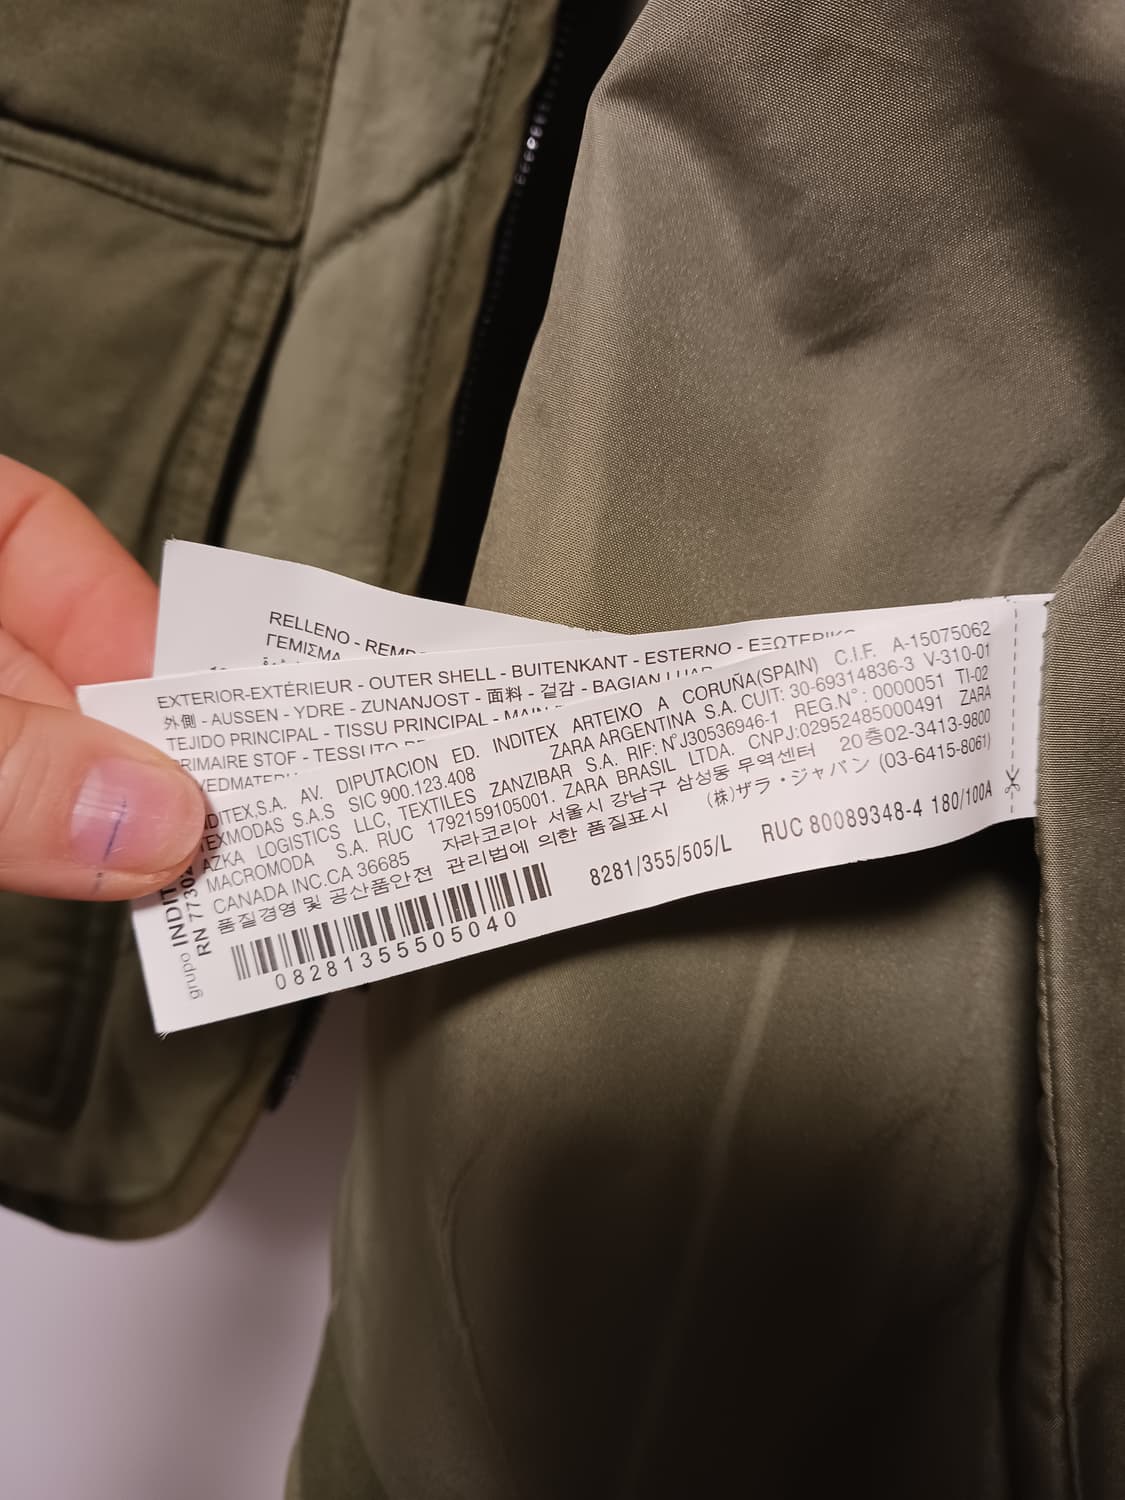 RELLENO - REMP
ΓΕΜΙΣΜΑ
EXTERIOR-EXTÉRIEUR - OUTER SHELL - BUITENKANT - ESTERNO - ΕΞΩΤΕΡΙΚΟ
外側 - AUSSEN - YDRE - ZUNANJOST - 面料 - 겉감 - BAGIAN LUAR
TEJIDO PRINCIPAL - TISSU PRINCIPAL - MAIN
PRIMAIRE STOF - TESSUTO
INDITEX,S.A. AV. DIPUTACION ED. INDITEX ARTEIXO A CORUÑA(SPAIN) C.I.F. A-15075062
TEXMODAS S.A.S SIC 900.123.408 ZARA ARGENTINA S.A. CUIT: 30-69314836-3 V-310-01
AZKA LOGISTICS LLC, TEXTILES ZANZIBAR S.A. RIF: NºJ30536946-1 REG.Nº: 0000051 TI-02
MACROMODA S.A. RUC 1792159105001. ZARA BRASIL LTDA. CNPJ:02952485000491 ZARA
CANADA INC.CA 36685 자라코리아 서울시 강남구 삼성동 무역센터 20층02-3413-9800
품질경영 및 공산품안전 관리법에 의한 품질표시 (株)ザラ・ジャパン (03-6415-8061)
8281/355/505/L RUC 80089348-4 180/100A
08281355505040
grupo INDIT
RN 7730